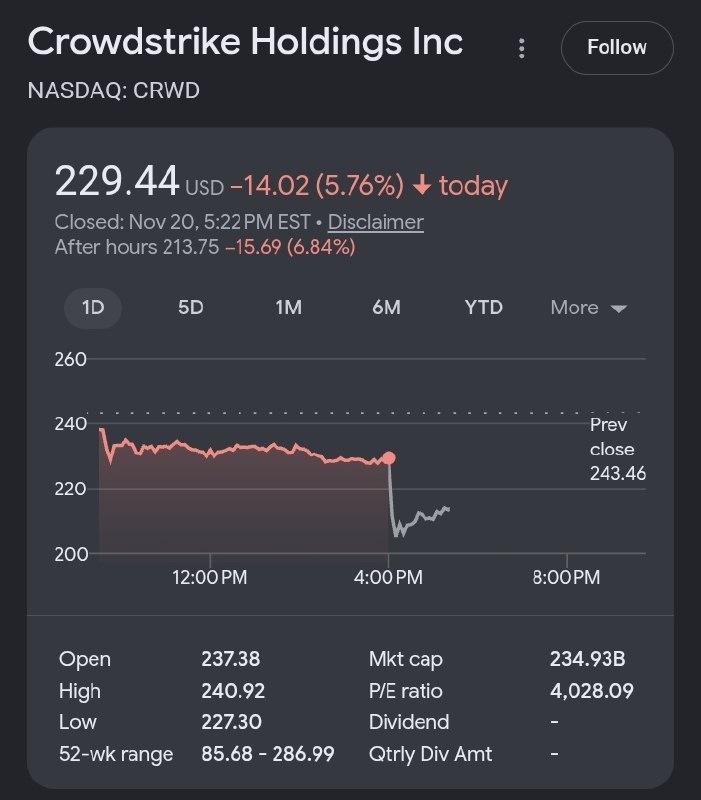 Crowdstrike Holdings Inc
Follow
NASDAQ: CRWD
229.44 USD −14.02 (5.76%) ↓ today
Closed: Nov 20, 5:22 PM EST • Disclaimer
After hours 213.75 −15.69 (6.84%)
1D 5D 1M 6M YTD More
260
240
220
200
Prev
close
243.46
12:00 PM 4:00 PM 8:00 PM
Open 237.38 Mkt cap 234.93B
High 240.92 P/E ratio 4,028.09
Low 227.30 Dividend -
52-wk range 85.68 - 286.99 Qtrly Div Amt -